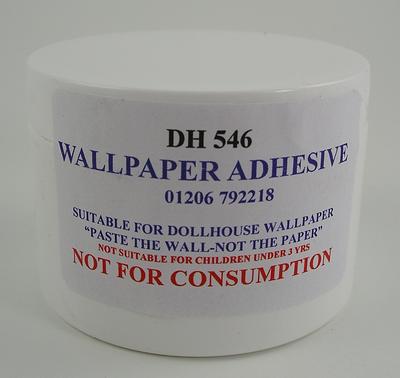 DH 546
WALLPAPER ADHESIVE
01206 792218
SUITABLE FOR DOLLHOUSE WALLPAPER
"PASTE THE WALL-NOT THE PAPER"
NOT SUITABLE FOR CHILDREN UNDER 3 YRS
NOT FOR CONSUMPTION